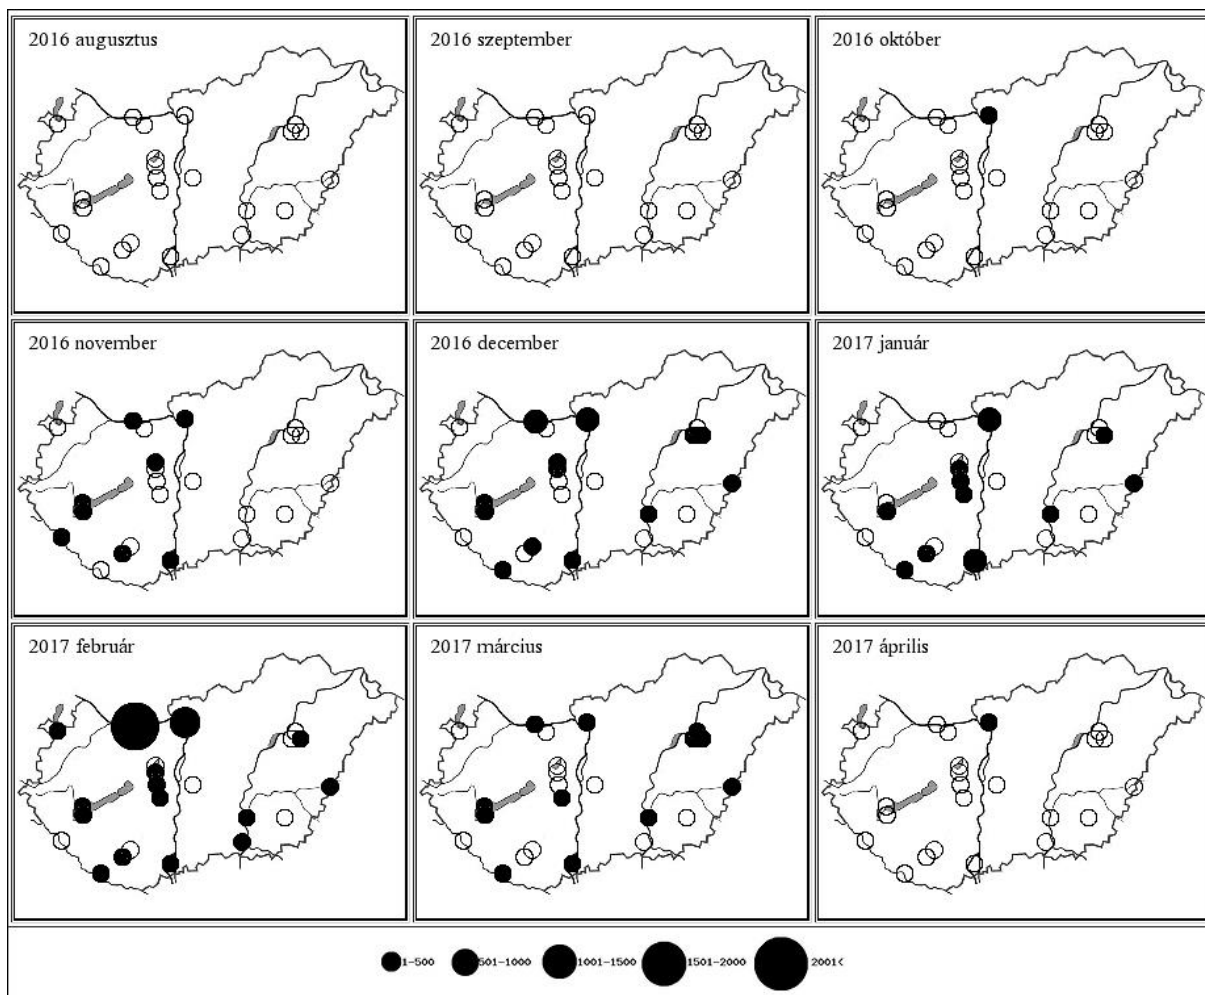 2016 augusztus
2016 szeptember
2016 október
2016 november
2016 december
2017 január
2017 február
2017 március
2017 április
1-500
501-1000
1001-1500
1501-2000
2001<